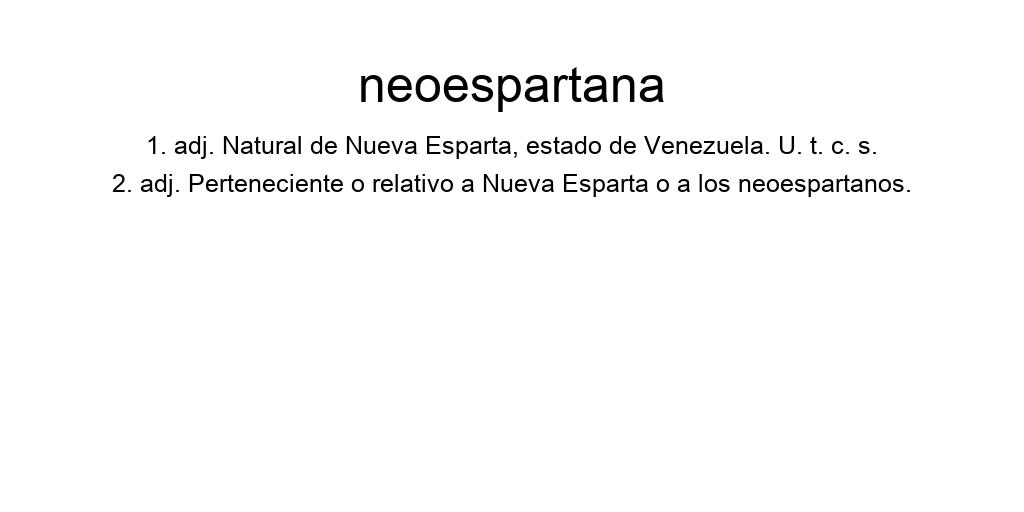 neoespartana
1. adj. Natural de Nueva Esparta, estado de Venezuela. U. t. c. s.
2. adj. Perteneciente o relativo a Nueva Esparta o a los neoespartanos.